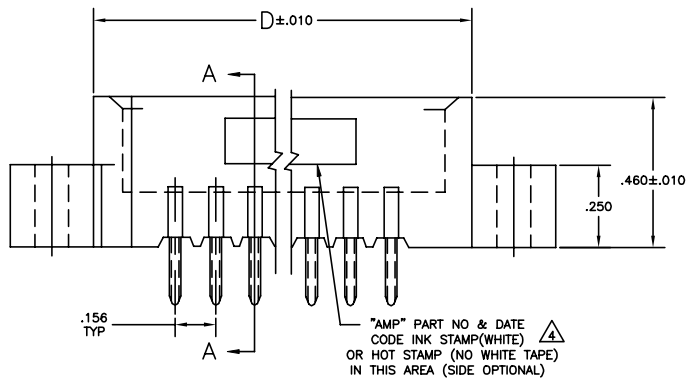 D±.010
A
.460±.010
.250
.156
TYP
A
"AMP" PART NO & DATE
CODE INK STAMP(WHITE) 4
OR HOT STAMP (NO WHITE TAPE)
IN THIS AREA (SIDE OPTIONAL)